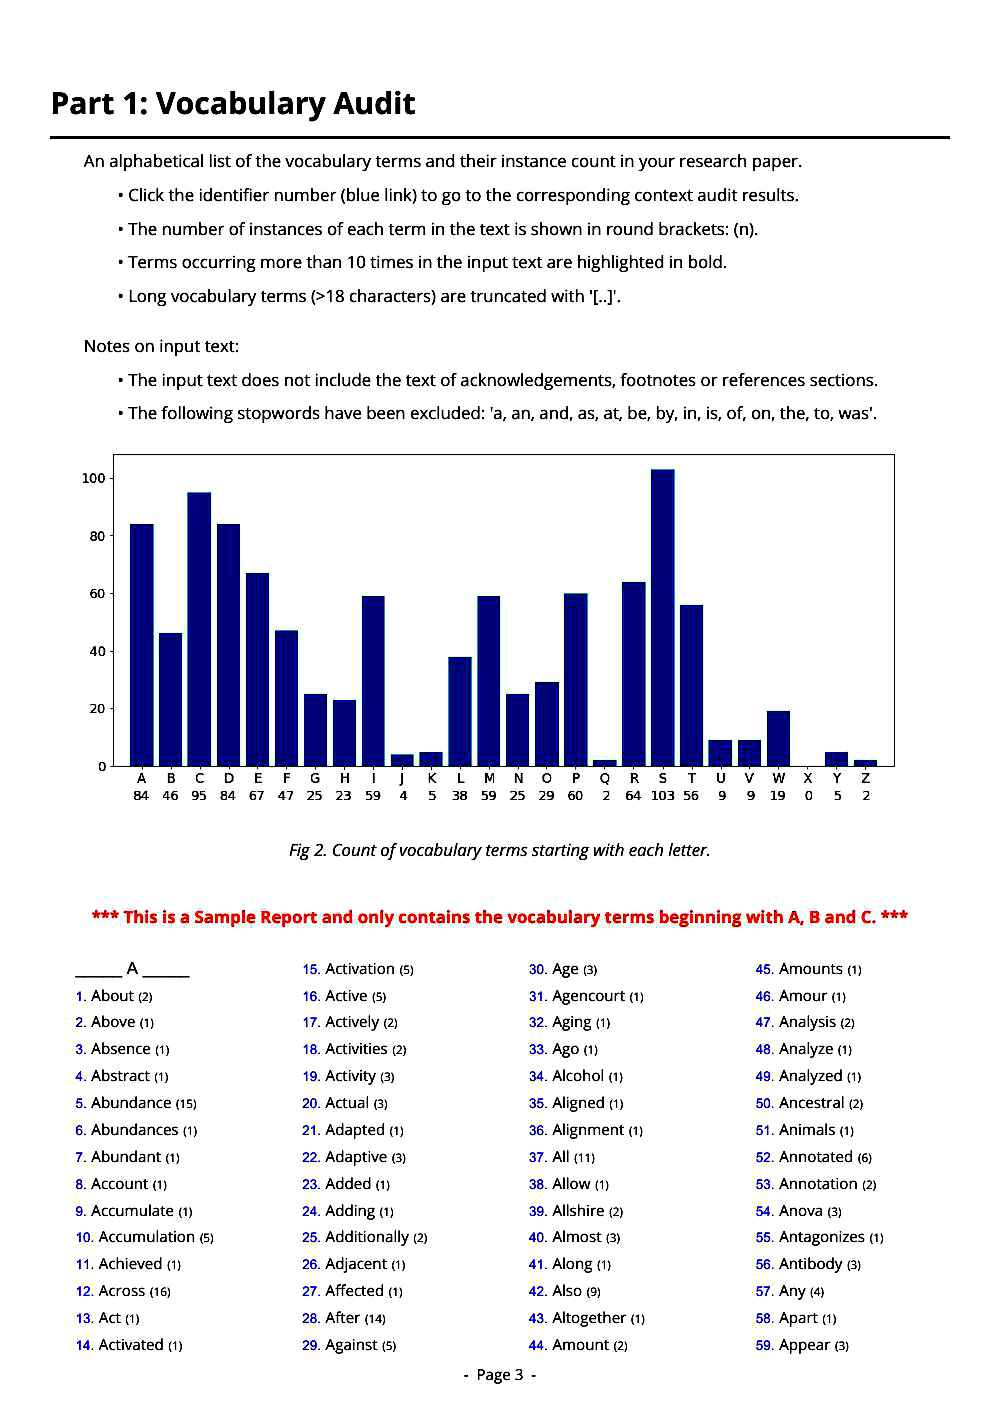 Part 1: Vocabulary Audit
An alphabetical list of the vocabulary terms and their instance count in your research paper.
• Click the identifier number (blue link) to go to the corresponding context audit results.
• The number of instances of each term in the text is shown in round brackets: (n).
• Terms occurring more than 10 times in the input text are highlighted in bold.
• Long vocabulary terms (>18 characters) are truncated with '[..]'.
Notes on input text:
• The input text does not include the text of acknowledgements, footnotes or references sections.
• The following stopwords have been excluded: 'a, an, and, as, at, be, by, in, is, of, on, the, to, was'.
100
80
60
40
20
0
A B C D E F G H I J K L M N O P Q R S T U V W X Y Z
84 46 95 84 67 47 25 23 59 4 5 38 59 25 29 60 2 64 103 56 9 9 19 0 5 2
Fig 2. Count of vocabulary terms starting with each letter.
*** This is a Sample Report and only contains the vocabulary terms beginning with A, B and C. ***
______ A ______
1. About (2)
2. Above (1)
3. Absence (1)
4. Abstract (1)
5. Abundance (15)
6. Abundances (1)
7. Abundant (1)
8. Account (1)
9. Accumulate (1)
10. Accumulation (5)
11. Achieved (1)
12. Across (16)
13. Act (1)
14. Activated (1)
15. Activation (5)
16. Active (5)
17. Actively (2)
18. Activities (2)
19. Activity (3)
20. Actual (3)
21. Adapted (1)
22. Adaptive (3)
23. Added (1)
24. Adding (1)
25. Additionally (2)
26. Adjacent (1)
27. Affected (1)
28. After (14)
29. Against (5)
30. Age (3)
31. Agencourt (1)
32. Aging (1)
33. Ago (1)
34. Alcohol (1)
35. Aligned (1)
36. Alignment (1)
37. All (11)
38. Allow (1)
39. Allshire (2)
40. Almost (3)
41. Along (1)
42. Also (9)
43. Altogether (1)
44. Amount (2)
45. Amounts (1)
46. Amour (1)
47. Analysis (2)
48. Analyze (1)
49. Analyzed (1)
50. Ancestral (2)
51. Animals (1)
52. Annotated (6)
53. Annotation (2)
54. Anova (3)
55. Antagonizes (1)
56. Antibody (3)
57. Any (4)
58. Apart (1)
59. Appear (3)
- Page 3 -